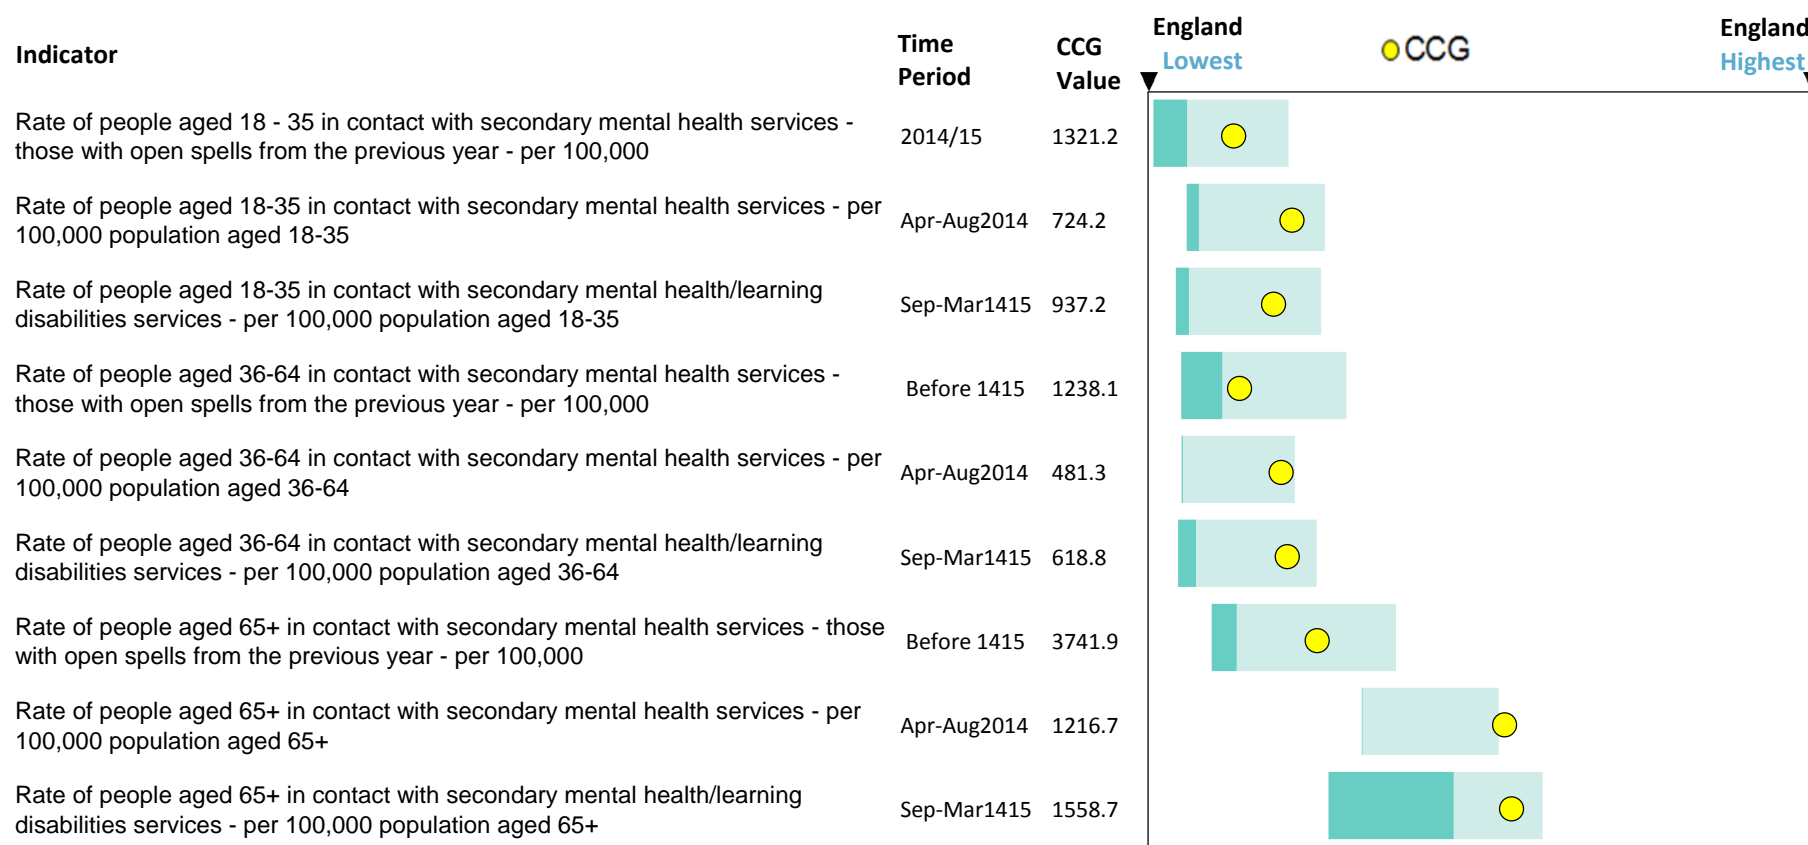 Indicator
Time Period
CCG Value
England Lowest
CCG
England Highest
Rate of people aged 18 - 35 in contact with secondary mental health services -
those with open spells from the previous year - per 100,000
2014/15 1321.2
Rate of people aged 18-35 in contact with secondary mental health services - per
100,000 population aged 18-35
Apr-Aug2014 724.2
Rate of people aged 18-35 in contact with secondary mental health/learning
disabilities services - per 100,000 population aged 18-35
Sep-Mar1415 937.2
Rate of people aged 36-64 in contact with secondary mental health services -
those with open spells from the previous year - per 100,000
Before 1415 1238.1
Rate of people aged 36-64 in contact with secondary mental health services - per
100,000 population aged 36-64
Apr-Aug2014 481.3
Rate of people aged 36-64 in contact with secondary mental health/learning
disabilities services - per 100,000 population aged 36-64
Sep-Mar1415 618.8
Rate of people aged 65+ in contact with secondary mental health services - those
with open spells from the previous year - per 100,000
Before 1415 3741.9
Rate of people aged 65+ in contact with secondary mental health services - per
100,000 population aged 65+
Apr-Aug2014 1216.7
Rate of people aged 65+ in contact with secondary mental health/learning
disabilities services - per 100,000 population aged 65+
Sep-Mar1415 1558.7